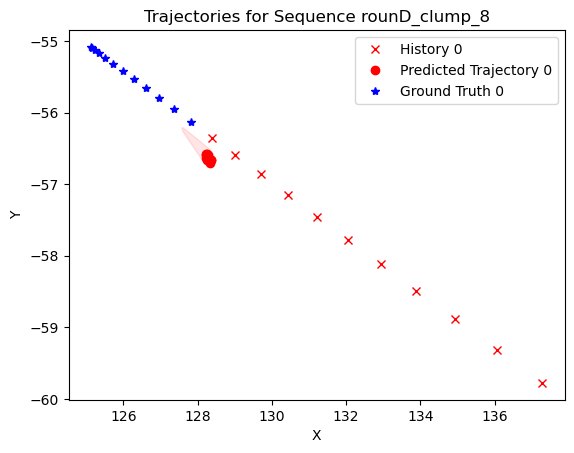 Trajectories for Sequence rounD_clump_8
History 0
Predicted Trajectory 0
Ground Truth 0
−55
−56
−57
−58
−59
−60
Y
126
128
130
132
134
136
X